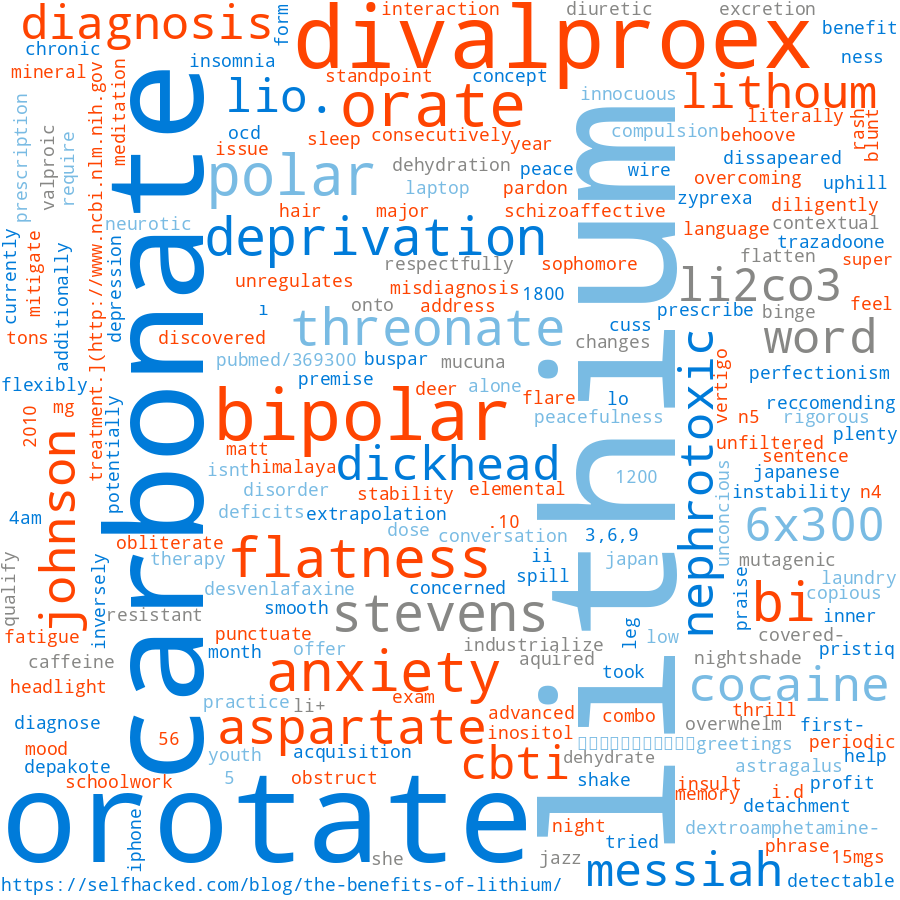 diagnosis
form
interaction
diuretic
excretion
divalproex
benefit
chronic
ness
mineral
insomnia
standpoint
concept
lithoum
lio.
orate
innocuous
literally
rash
blunt
prescription
valproic
require
meditation
treatment.](http://www.ncbi.nlm.nih.gov
carbonate
ocd
issue
sleep
consecutively
year
compulsion
behoove
dissapeared
polar
dehydration
peace
wire
overcoming
uphill
laptop
pardon
zyprexa
diligently
neurotic
hair
major
schizoaffective
language
contextual
trazadoone
currently
mitigate
additionally
depression
deprivation
lithium
flatten
super
respectfully
sophomore
unregulates
misdiagnosis
1800
li2co3
feel
i
onto
address
prescribe
binge
tons
discovered
threonate
cuss
changes
word
pubmed/369300
buspar
mucuna
premise
deer
alone
flare
lo
perfectionism
flexibly
2010
mg
potentially
bipolar
peacefulness
nephrotoxic
vertigo
n5
reccomending
rigorous
plenty
johnson
matt
unfiltered
sentence
isnt
himalaya
dickhead
1200
unconcious
japanese
disorder
stability
elemental
instability
n4
4am
deficits
extrapolation
.10
dose
conversation
3,6,9
6x300
obliterate
therapy
flatness
ii
japan
mutagenic
qualify
inversely
desvenlafaxine
concerned
spill
praise
bi
laundry
copious
resistant
smooth
stevens
leg
inner
fatigue
punctuate
low
covered-
month
offer
industrialize
pristiq
caffeine
aquired
nightshade
headlight
anxiety
took
cocaine
practice
li+
exam
diagnose
aspartate
advanced
combo
thrill
overwhelm
first-
56
inositol
greetings
periodic
mood
youth
acquisition
cbti
dehydrate
help
depakote
astragalus
schoolwork
5
obstruct
shake
insult
profit
orotate
memory
i.d
detachment
iphone
night
tried
dextroamphetamine-
phrase
she
jazz
messiah
15mgs
https://selfhacked.com/blog/the-benefits-of-lithium/
detectable